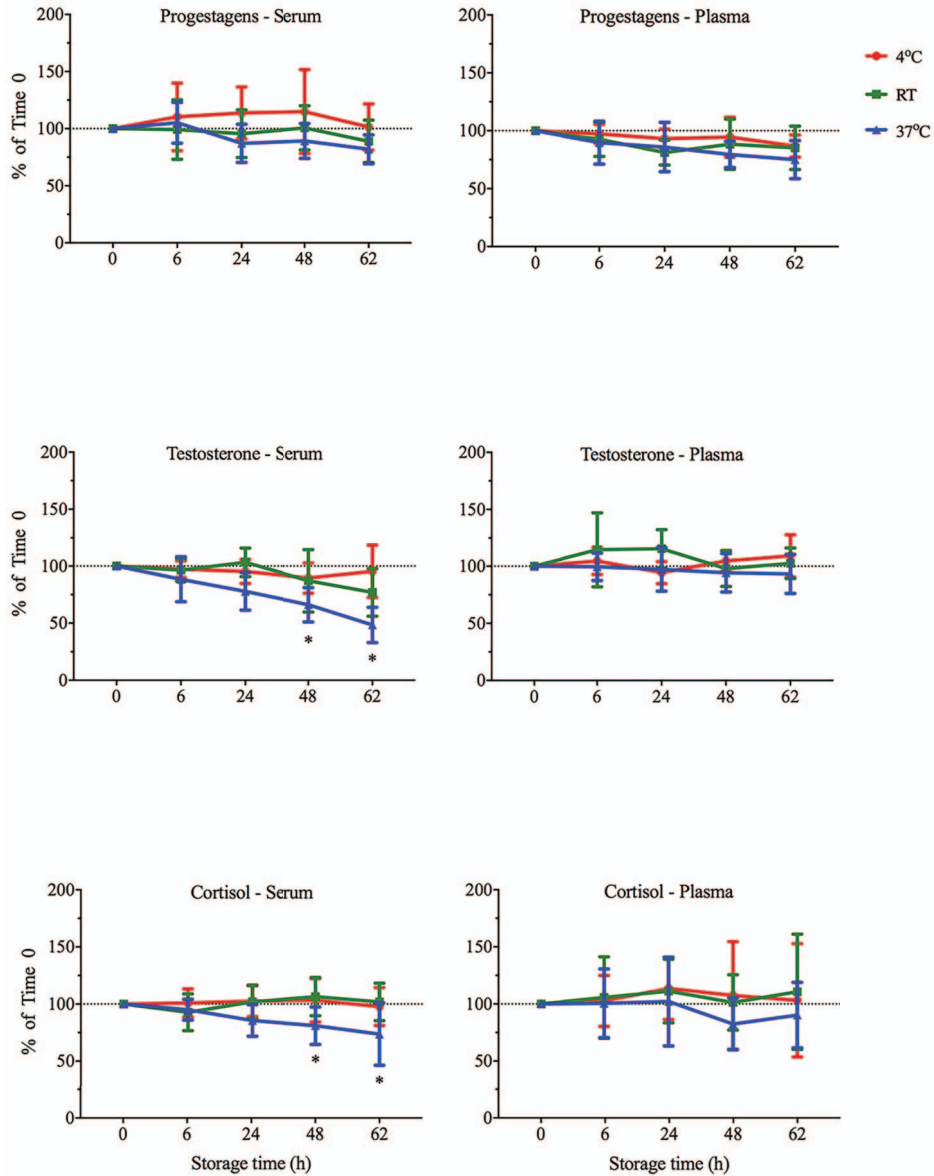 Progestagens - Serum
% of Time 0
200
150
100
50
0
0 6 24 48 62
Progestagens - Plasma
200
150
100
50
0
0 6 24 48 62
4°C
RT
37°C
Testosterone - Serum
% of Time 0
200
150
100
50
0
* *
0 6 24 48 62
Testosterone - Plasma
200
150
100
50
0
0 6 24 48 62
Cortisol - Serum
% of Time 0
200
150
100
50
0
* *
0 6 24 48 62
Storage time (h)
Cortisol - Plasma
200
150
100
50
0
0 6 24 48 62
Storage time (h)